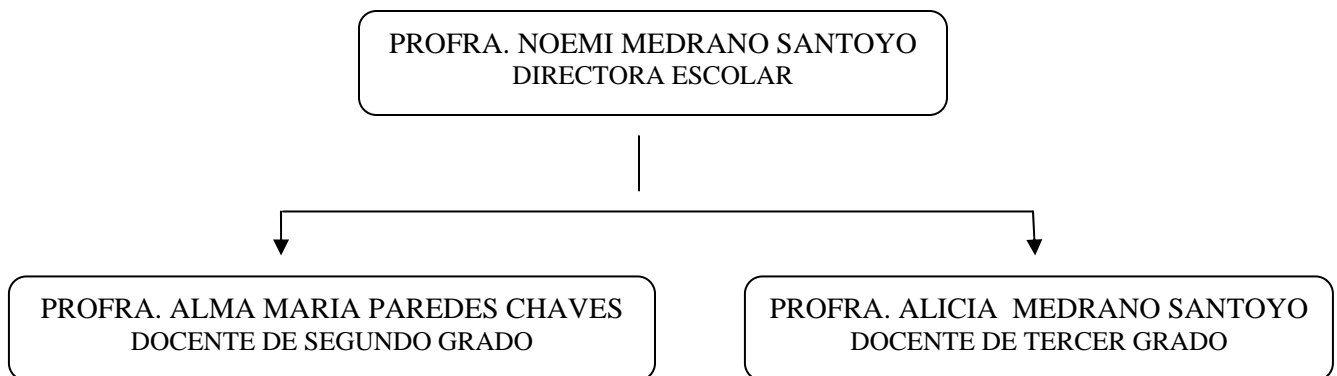 PROFRA. NOEMI MEDRANO SANTOYO
DIRECTORA ESCOLAR
PROFRA. ALMA MARIA PAREDES CHAVES
DOCENTE DE SEGUNDO GRADO
PROFRA. ALICIA MEDRANO SANTOYO
DOCENTE DE TERCER GRADO